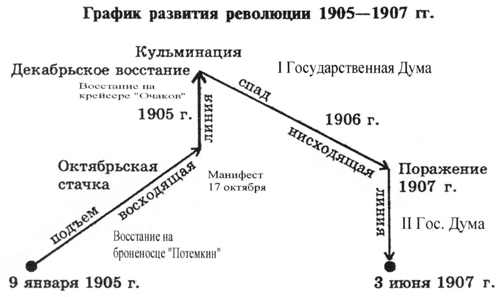 График развития революции 1905—1907 гг.
Кульминация
Декабрьское восстание
I Государственная Дума
Восстание на
крейсере "Очаков"
1905 г.
линия
спад
1906 г.
нисходящая
Октябрьская
стачка
Манифест
17 октября
Поражение
1907 г.
подъем
восходящая
линия
II Гос. Дума
Восстание на
броненосце "Потемкин"
9 января 1905 г.
3 июня 1907 г.